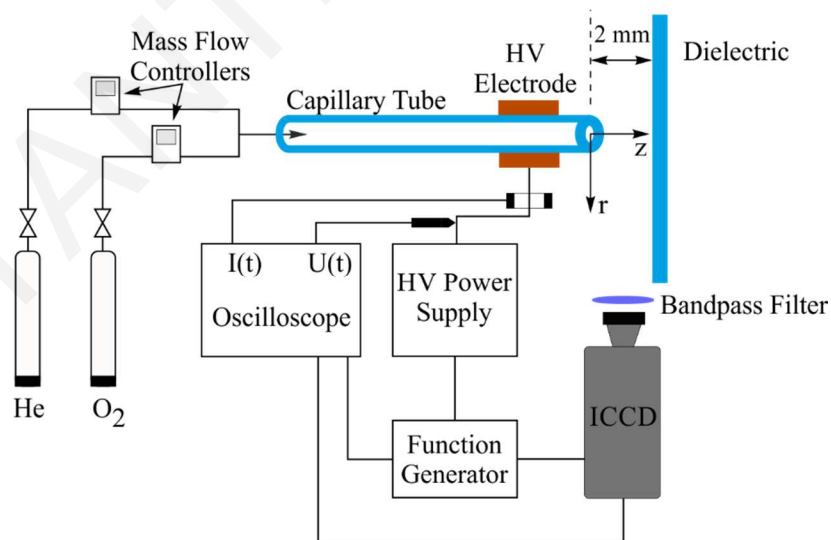 Mass Flow
Controllers
HV
Electrode
2 mm
Dielectric
Capillary Tube
z
r
I(t) U(t)
Oscilloscope
HV Power
Supply
Bandpass Filter
He
O2
ICCD
Function
Generator